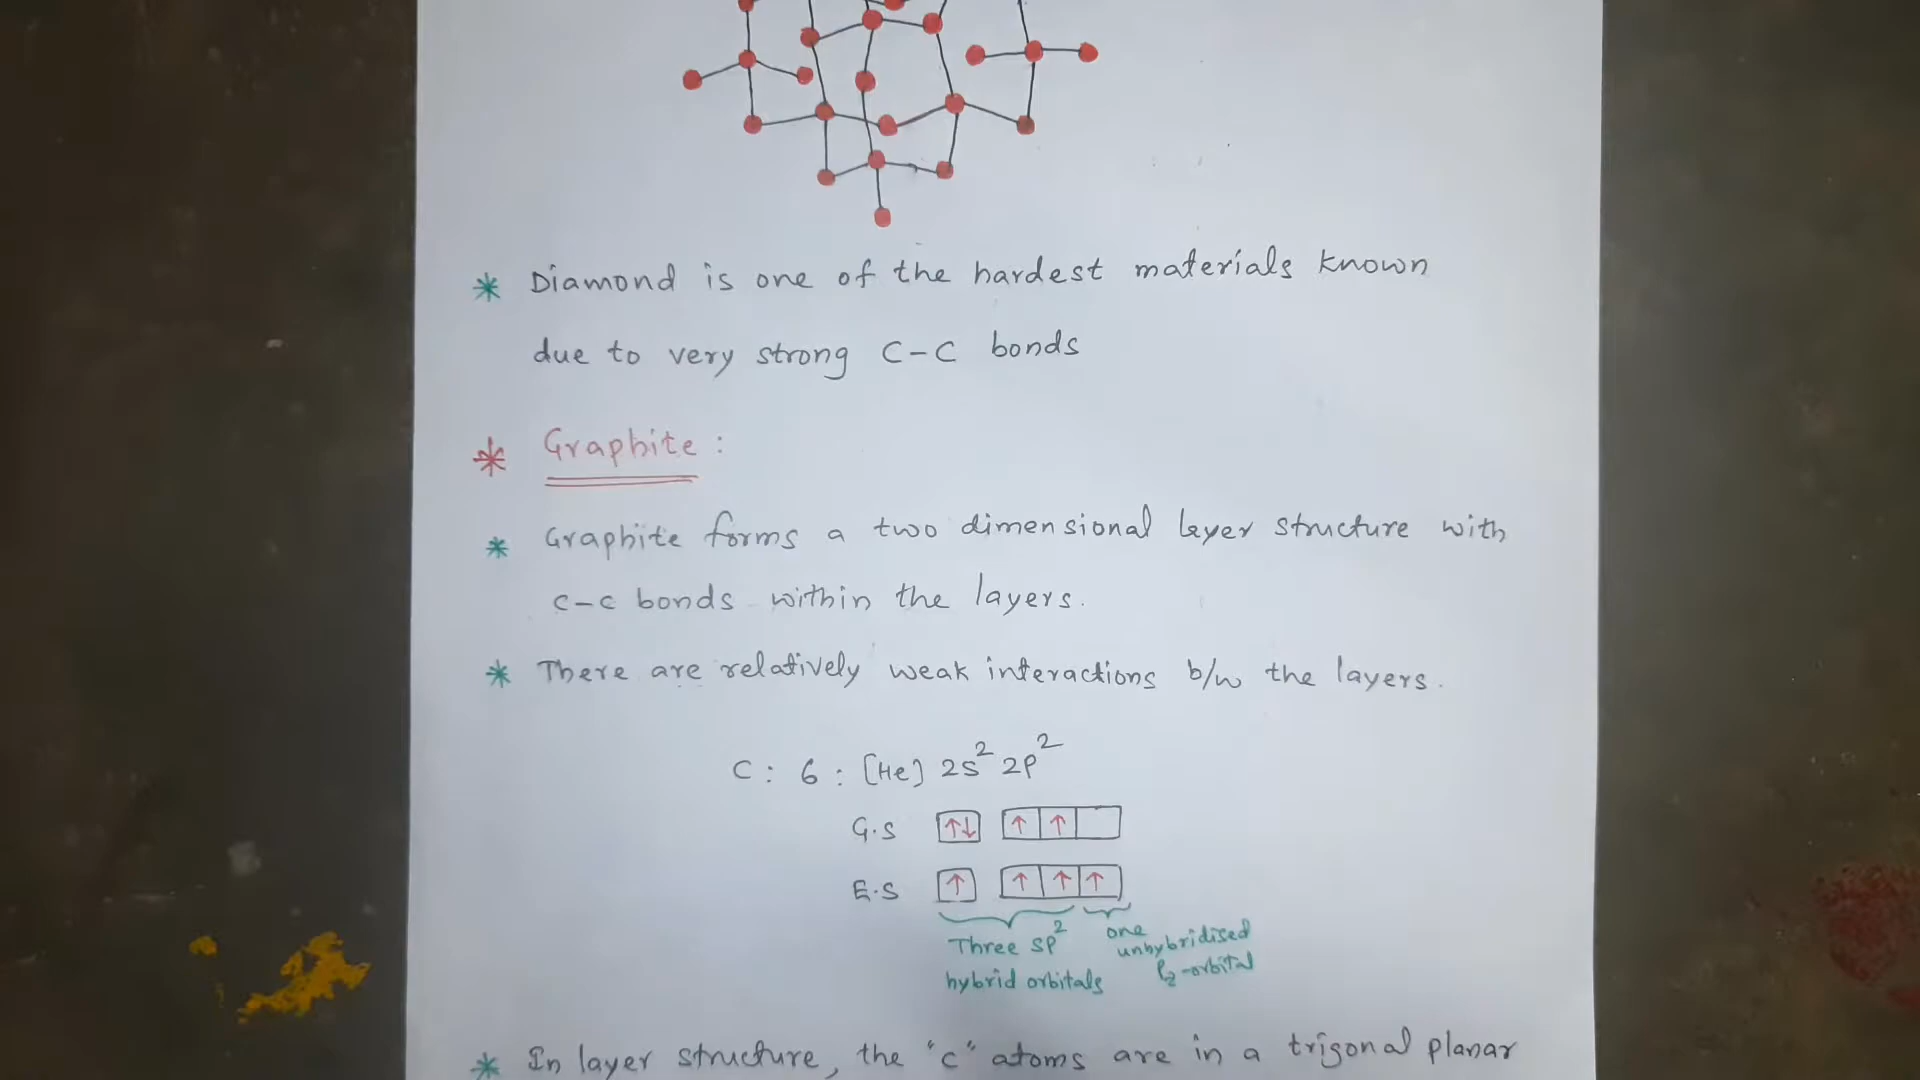 * Diamond is one of the hardest materials known
due to very strong C-C bonds
* Graphite :
* Graphite forms a two dimensional layer structure with
C-C bonds within the layers.
* There are relatively weak interactions b/w the layers.
C : 6 : [He] 2s² 2p²
G.S ↑↓ ↑ ↑
E.S ↑ ↑ ↑ ↑
Three sp² hybrid orbitals
one unhybridised Pz-orbital
* In layer structure, the "C" atoms are in a trigonal planar